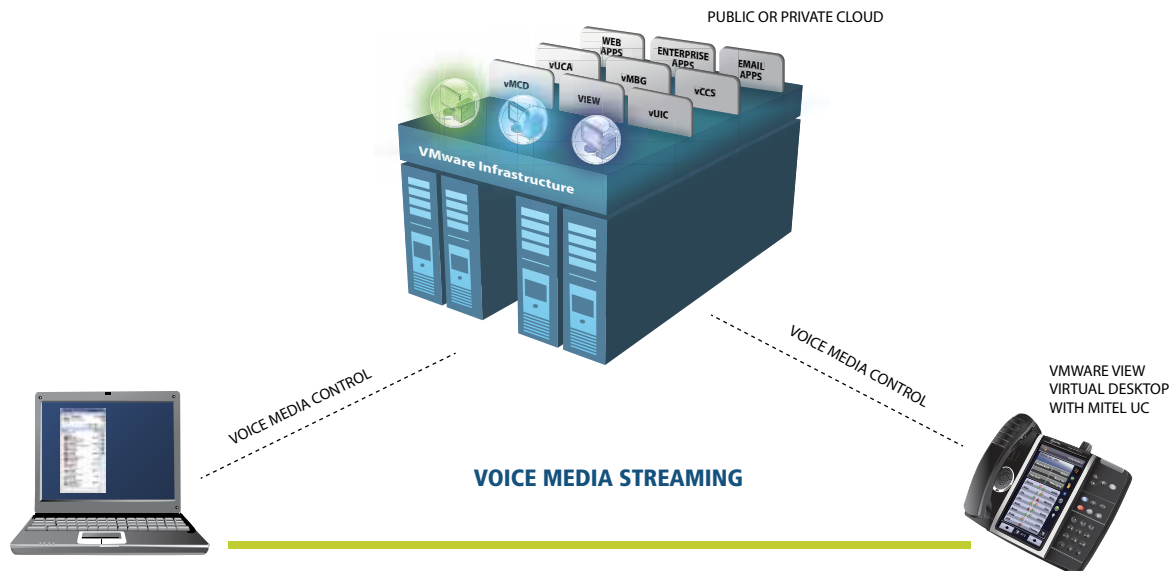 PUBLIC OR PRIVATE CLOUD
WEB
APPS
ENTERPRISE
APPS
EMAIL
APPS
vUCA
vMBG
vCCS
vMCD
VIEW
vUIC
VMware Infrastructure
VOICE MEDIA CONTROL
VOICE MEDIA CONTROL
VMWARE VIEW
VIRTUAL DESKTOP
WITH MITEL UC
VOICE MEDIA STREAMING